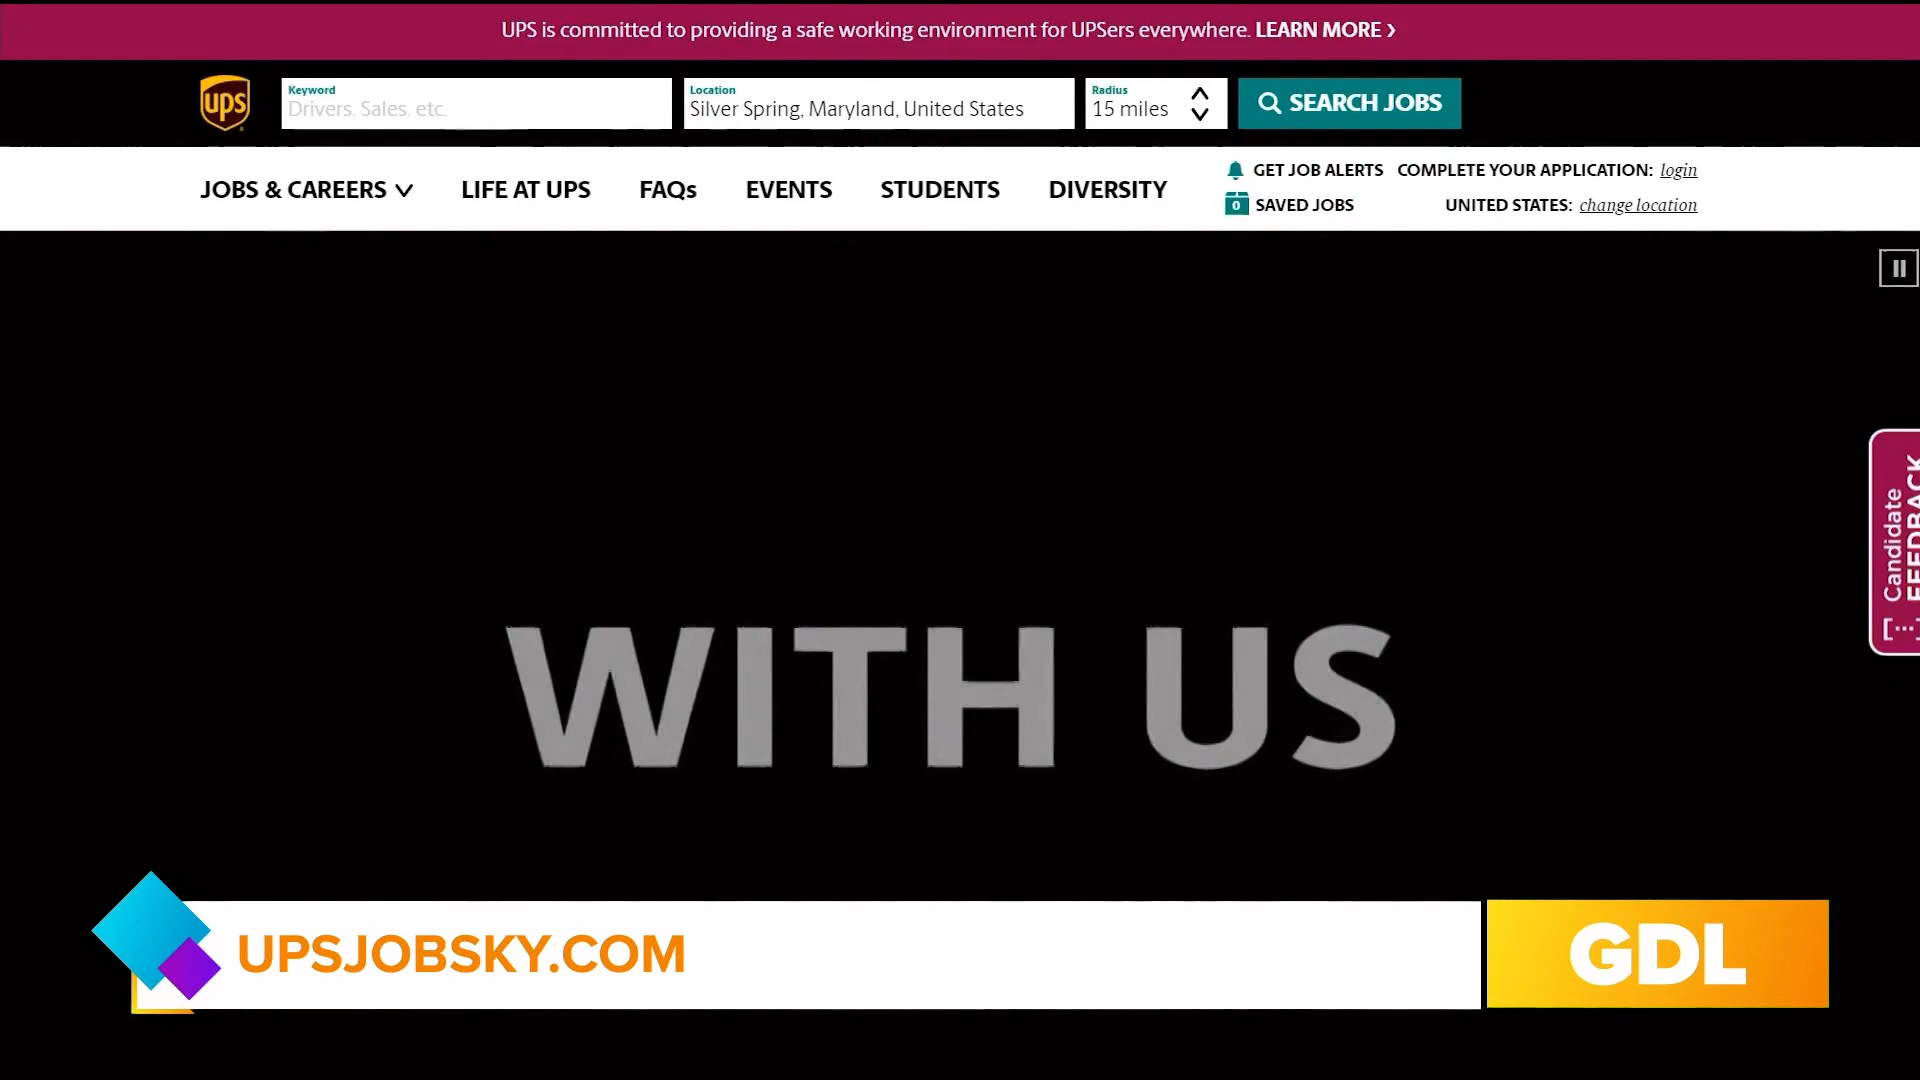 UPS is committed to providing a safe working environment for UPSers everywhere. LEARN MORE ›
ups
Keyword
Drivers, Sales, etc.
Location
Silver Spring, Maryland, United States
Radius
15 miles
SEARCH JOBS
JOBS & CAREERS
LIFE AT UPS
FAQs
EVENTS
STUDENTS
DIVERSITY
GET JOB ALERTS
COMPLETE YOUR APPLICATION: login
0 SAVED JOBS
UNITED STATES: change location
Candidate
FEEDBACK
[...]
WITH US
UPSJOBSKY.COM
GDL